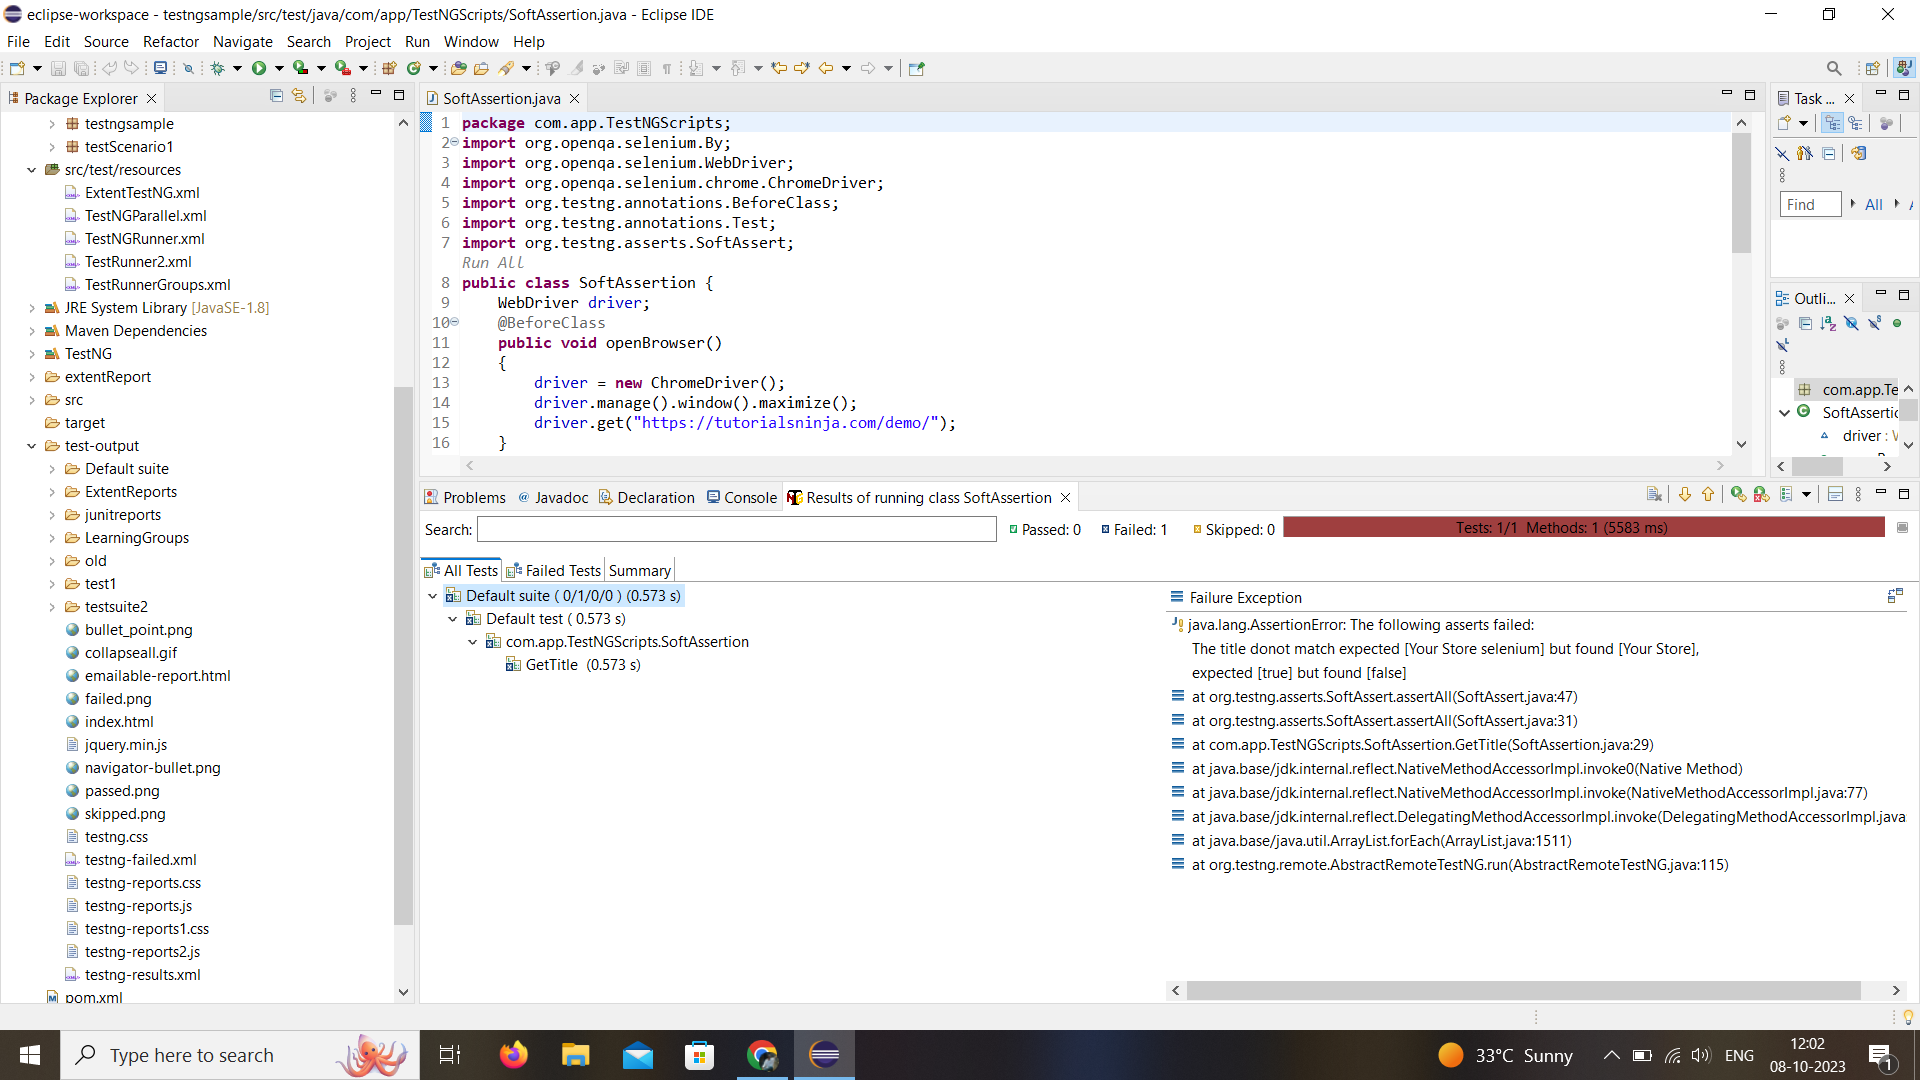 eclipse-workspace - testngsample/src/test/java/com/app/TestNGScripts/SoftAssertion.java - Eclipse IDE
File Edit Source Refactor Navigate Search Project Run Window Help
Package Explorer
testngsample
testScenario1
src/test/resources
ExtentTestNG.xml
TestNGParallel.xml
TestNGRunner.xml
TestRunner2.xml
TestRunnerGroups.xml
JRE System Library [JavaSE-1.8]
Maven Dependencies
TestNG
extentReport
src
target
test-output
Default suite
ExtentReports
junitreports
LearningGroups
old
test1
testsuite2
bullet_point.png
collapseall.gif
emailable-report.html
failed.png
index.html
jquery.min.js
navigator-bullet.png
passed.png
skipped.png
testng.css
testng-failed.xml
testng-reports.css
testng-reports.js
testng-reports1.css
testng-reports2.js
testng-results.xml
pom.xml
SoftAssertion.java
1 package com.app.TestNGScripts;
2 import org.openqa.selenium.By;
3 import org.openqa.selenium.WebDriver;
4 import org.openqa.selenium.chrome.ChromeDriver;
5 import org.testng.annotations.BeforeClass;
6 import org.testng.annotations.Test;
7 import org.testng.asserts.SoftAssert;
Run All
8 public class SoftAssertion {
9 WebDriver driver;
10 @BeforeClass
11 public void openBrowser()
12 {
13 driver = new ChromeDriver();
14 driver.manage().window().maximize();
15 driver.get("https://tutorialsninja.com/demo/");
16 }
Task ...
Find All
Outli...
com.app.Te
SoftAssertic
driver :
Problems Javadoc Declaration Console Results of running class SoftAssertion
Search: Passed: 0 Failed: 1 Skipped: 0 Tests: 1/1 Methods: 1 (5583 ms)
All Tests Failed Tests Summary
Default suite ( 0/1/0/0 ) (0.573 s)
Default test ( 0.573 s)
com.app.TestNGScripts.SoftAssertion
GetTitle (0.573 s)
Failure Exception
java.lang.AssertionError: The following asserts failed:
The title donot match expected [Your Store selenium] but found [Your Store],
expected [true] but found [false]
at org.testng.asserts.SoftAssert.assertAll(SoftAssert.java:47)
at org.testng.asserts.SoftAssert.assertAll(SoftAssert.java:31)
at com.app.TestNGScripts.SoftAssertion.GetTitle(SoftAssertion.java:29)
at java.base/jdk.internal.reflect.NativeMethodAccessorImpl.invoke0(Native Method)
at java.base/jdk.internal.reflect.NativeMethodAccessorImpl.invoke(NativeMethodAccessorImpl.java:77)
at java.base/jdk.internal.reflect.DelegatingMethodAccessorImpl.invoke(DelegatingMethodAccessorImpl.java
at java.base/java.util.ArrayList.forEach(ArrayList.java:1511)
at org.testng.remote.AbstractRemoteTestNG.run(AbstractRemoteTestNG.java:115)
Type here to search
33°C Sunny
ENG
12:02
08-10-2023
1